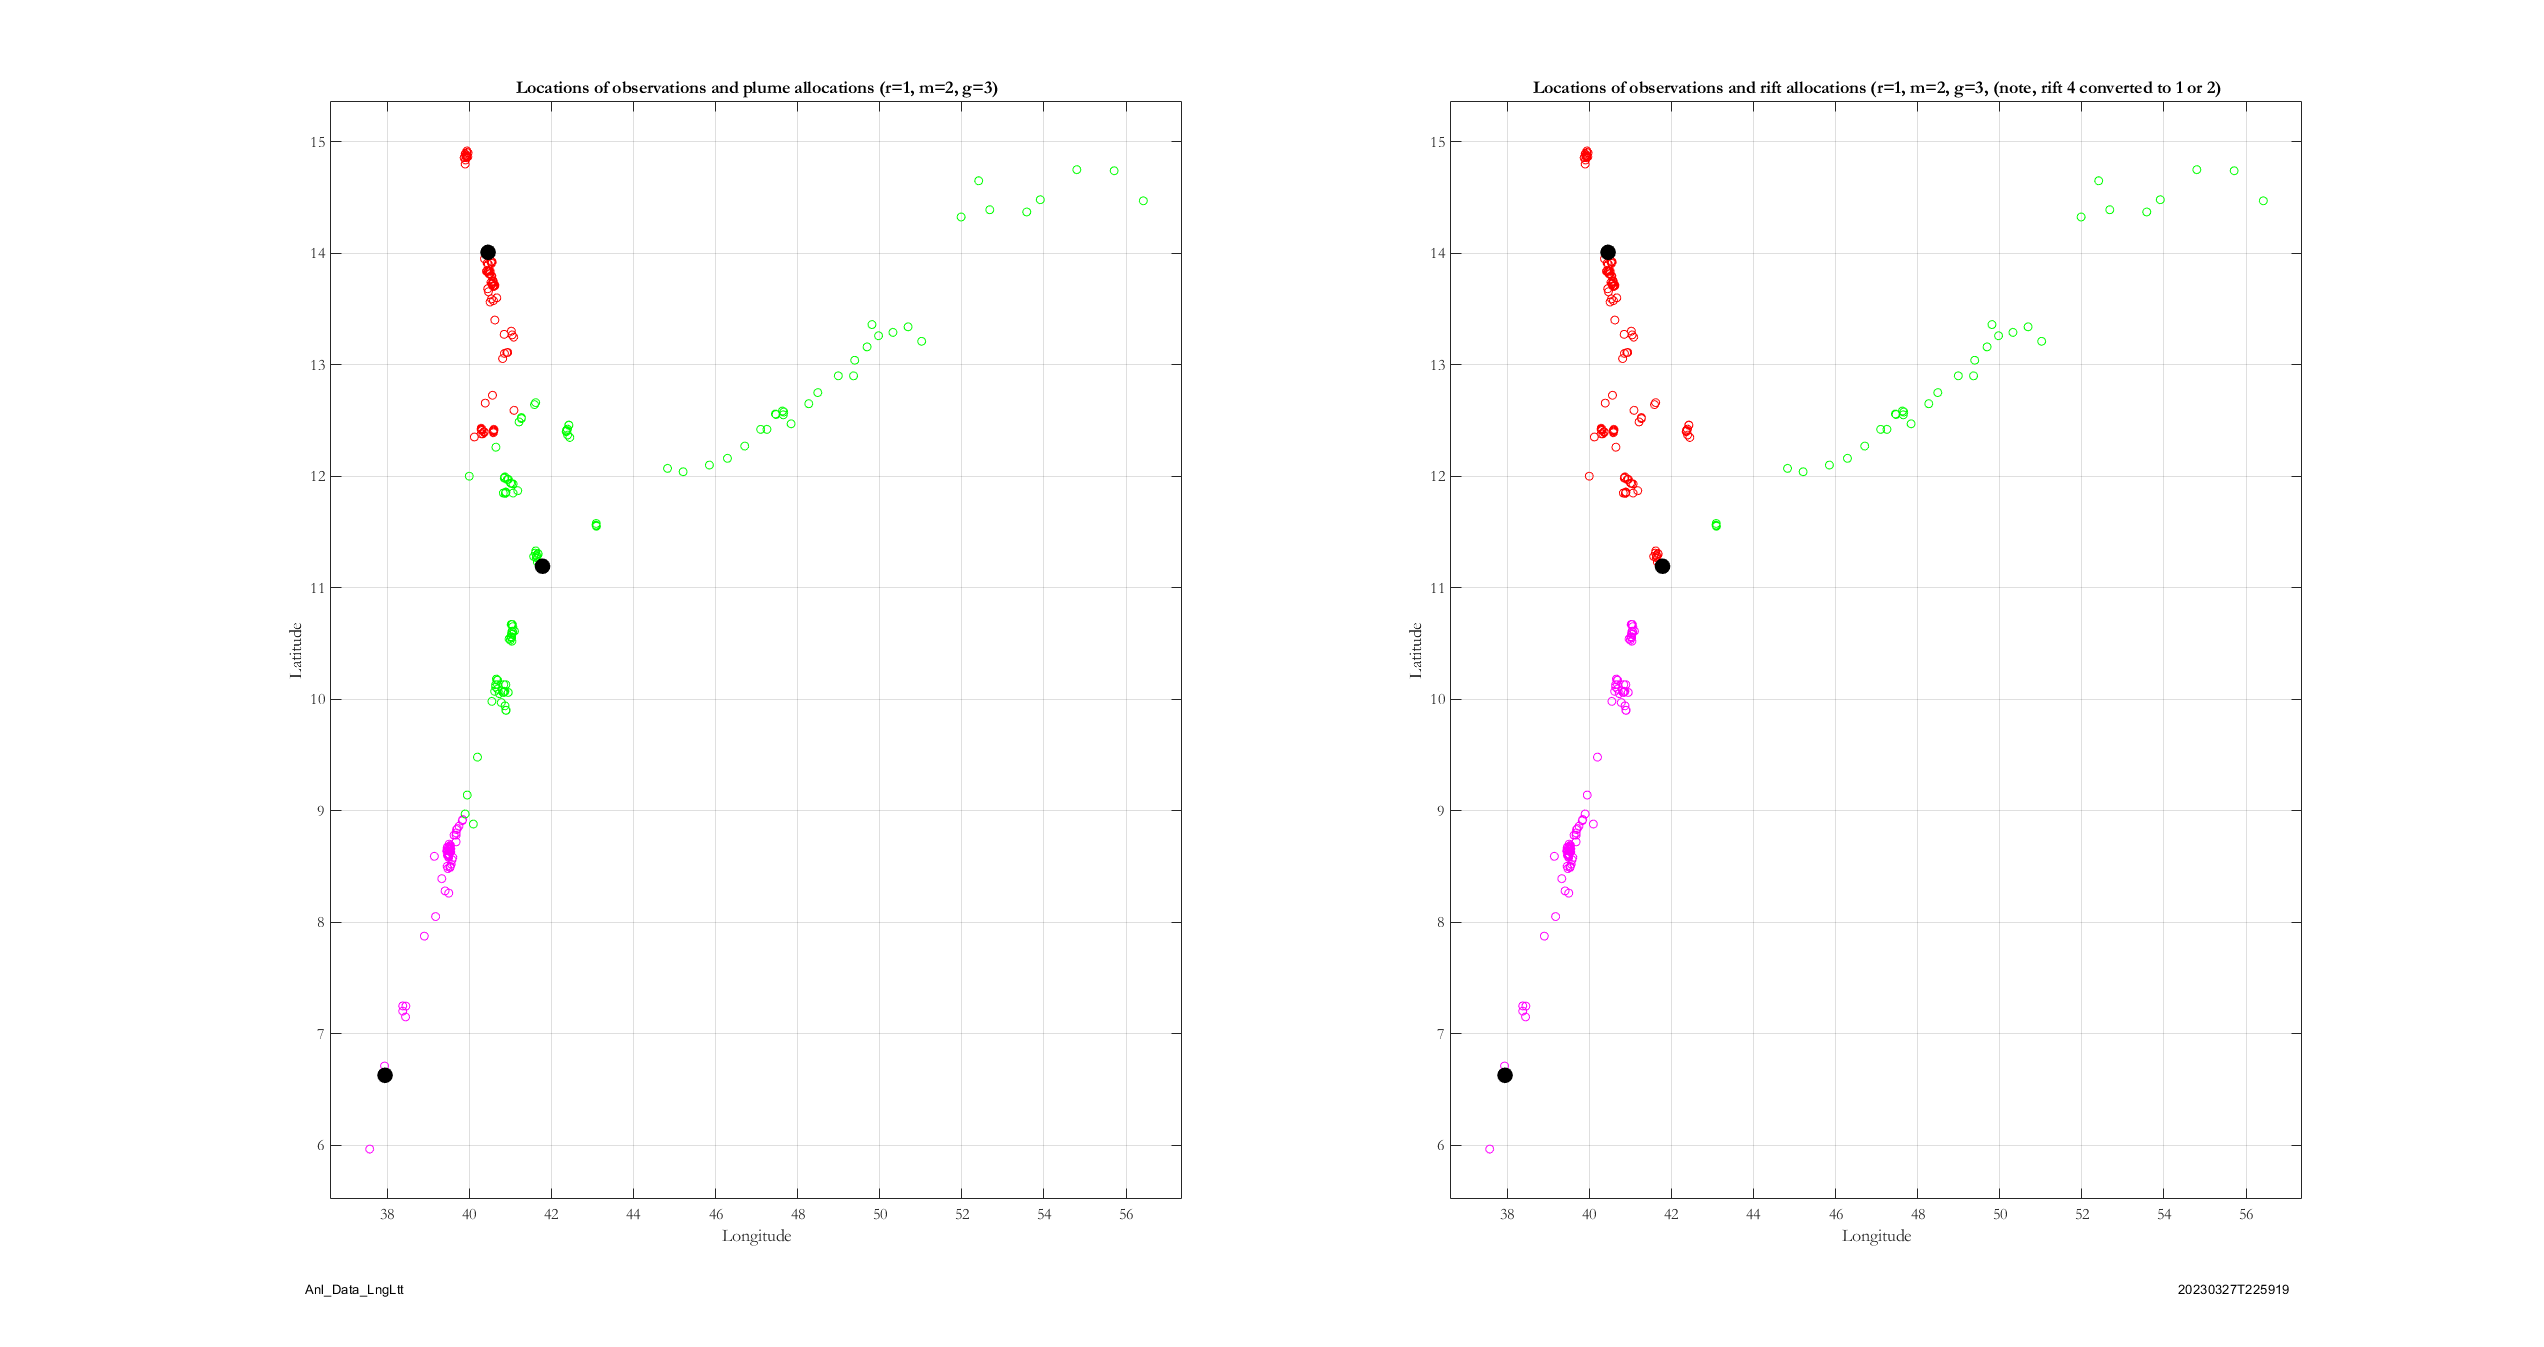 Locations of observations and plume allocations (r=1, m=2, g=3)
15
14
13
12
11
10
9
8
7
6
Latitude
38 40 42 44 46 48 50 52 54 56
Longitude
Locations of observations and rift allocations (r=1, m=2, g=3, (note, rift 4 converted to 1 or 2)
15
14
13
12
11
10
9
8
7
6
Latitude
38 40 42 44 46 48 50 52 54 56
Longitude
Anl_Data_LngLtt
20230327T225919